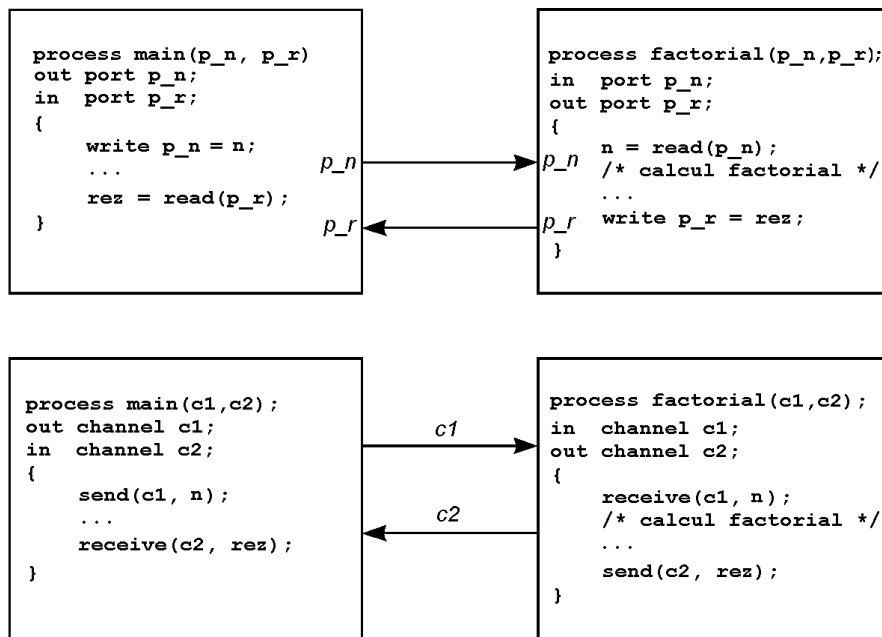 process main(p_n, p_r)
out port p_n;
in  port p_r;
{
write p_n = n;
...
rez = read(p_r);
}
p_n
p_r
process factorial(p_n,p_r);
in  port p_n;
out port p_r;
{
n = read(p_n);
/* calcul factorial */
...
write p_r = rez;
}
p_n
p_r
process main(c1,c2);
out channel c1;
in  channel c2;
{
send(c1, n);
...
receive(c2, rez);
}
c1
c2
process factorial(c1,c2);
in  channel c1;
out channel c2;
{
receive(c1, n);
/* calcul factorial */
...
send(c2, rez);
}